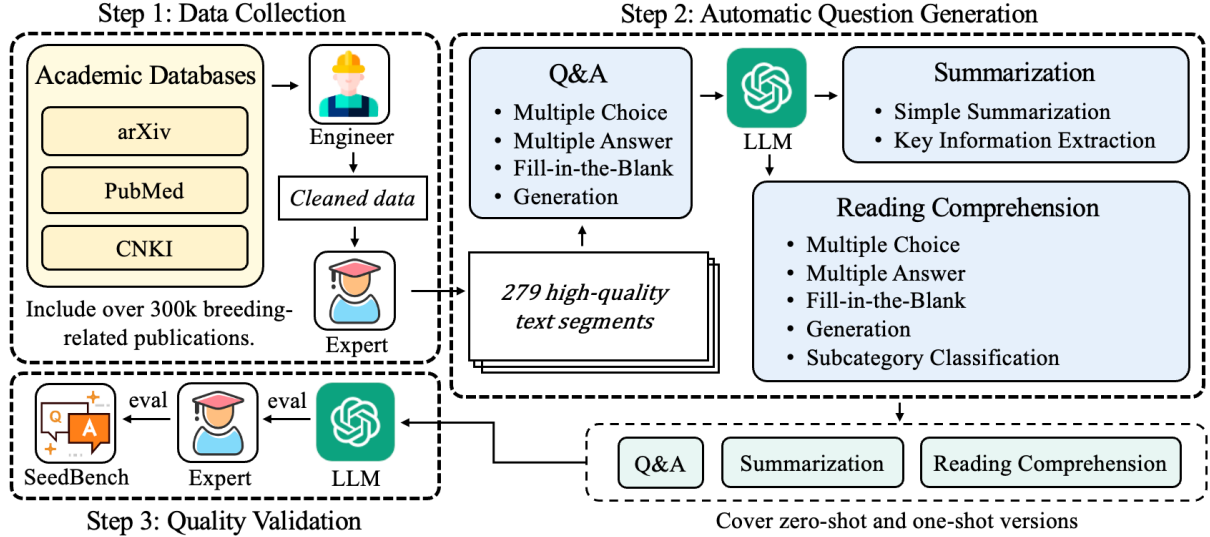 Step 1: Data Collection
Academic Databases
arXiv
PubMed
CNKI
Include over 300k breeding-
related publications.
Engineer
Cleaned data
Expert
Step 2: Automatic Question Generation
Q&A
• Multiple Choice
• Multiple Answer
• Fill-in-the-Blank
• Generation
279 high-quality
text segments
LLM
Summarization
• Simple Summarization
• Key Information Extraction
Reading Comprehension
• Multiple Choice
• Multiple Answer
• Fill-in-the-Blank
• Generation
• Subcategory Classification
Q&A
Summarization
Reading Comprehension
Cover zero-shot and one-shot versions
LLM
eval
Expert
eval
Q
A
SeedBench
Step 3: Quality Validation